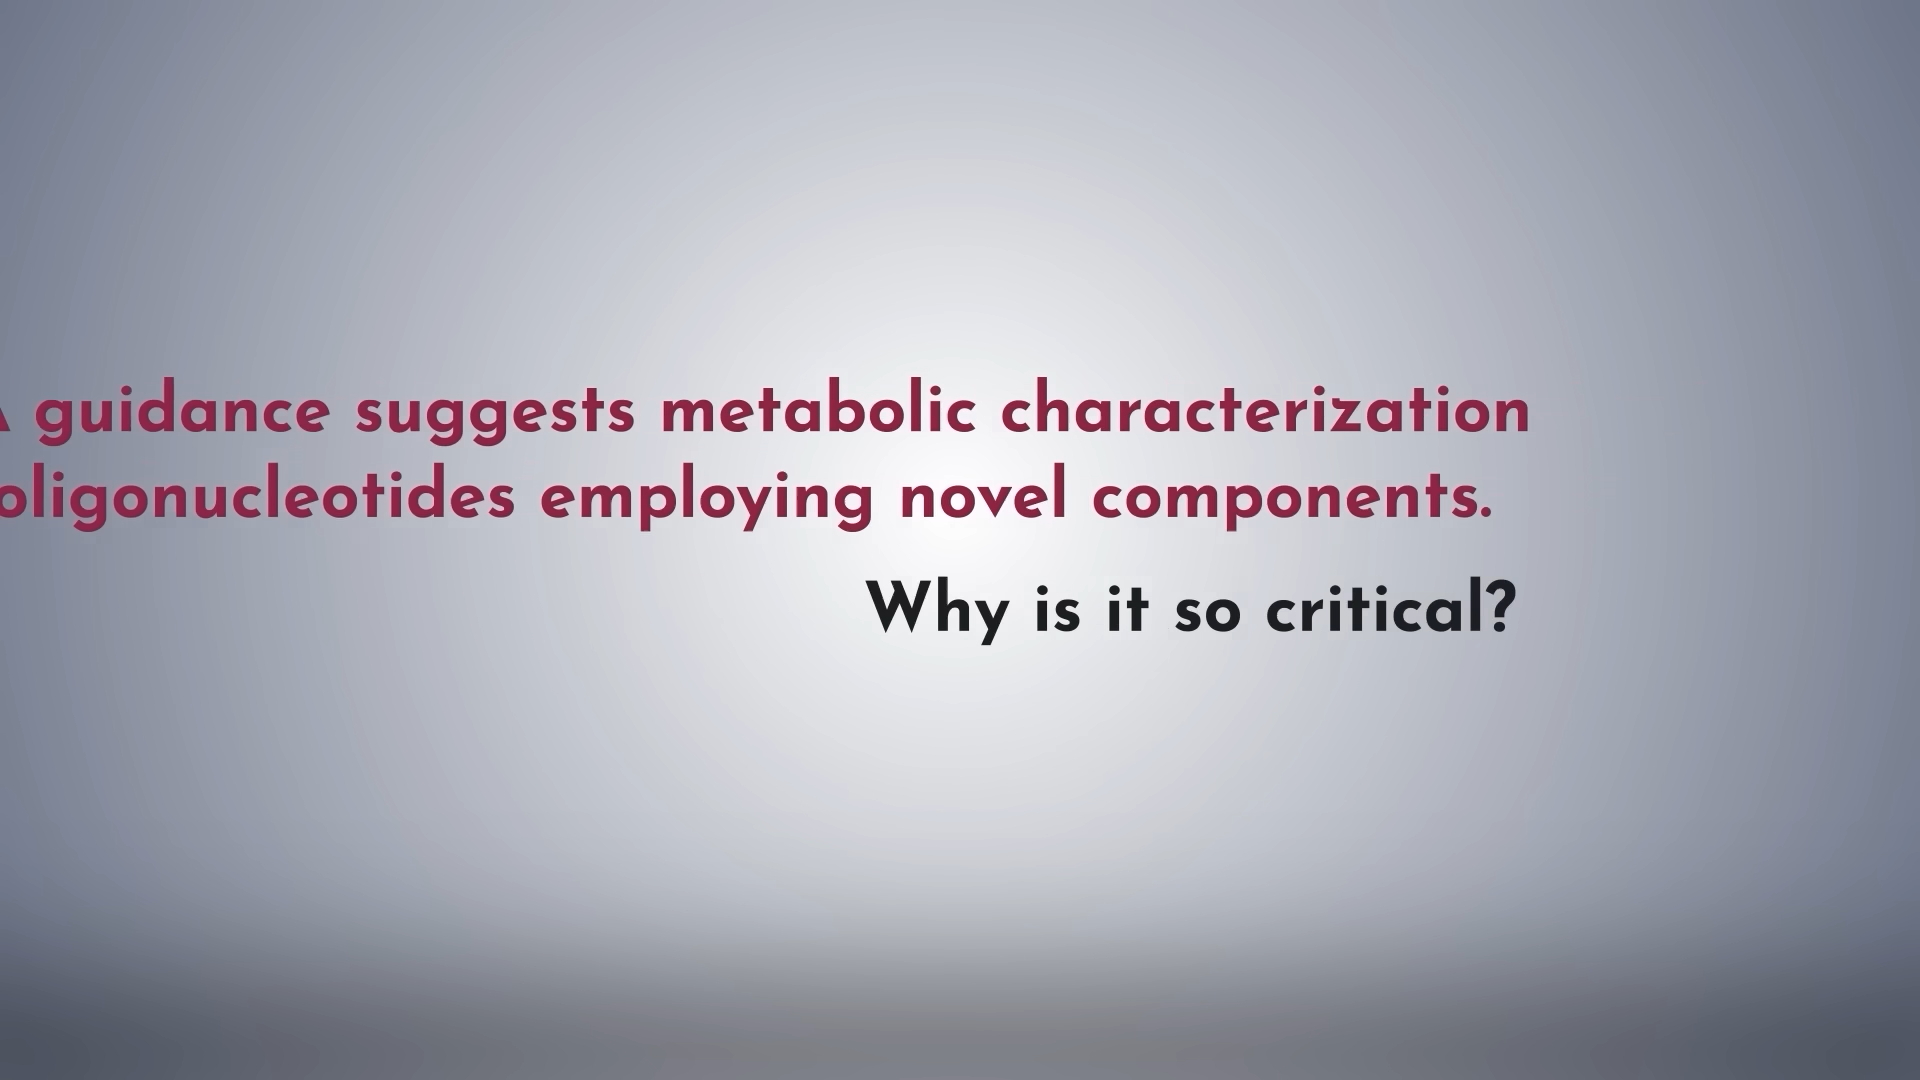 guidance suggests metabolic characterization
oligonucleotides employing novel components.
Why is it so critical?